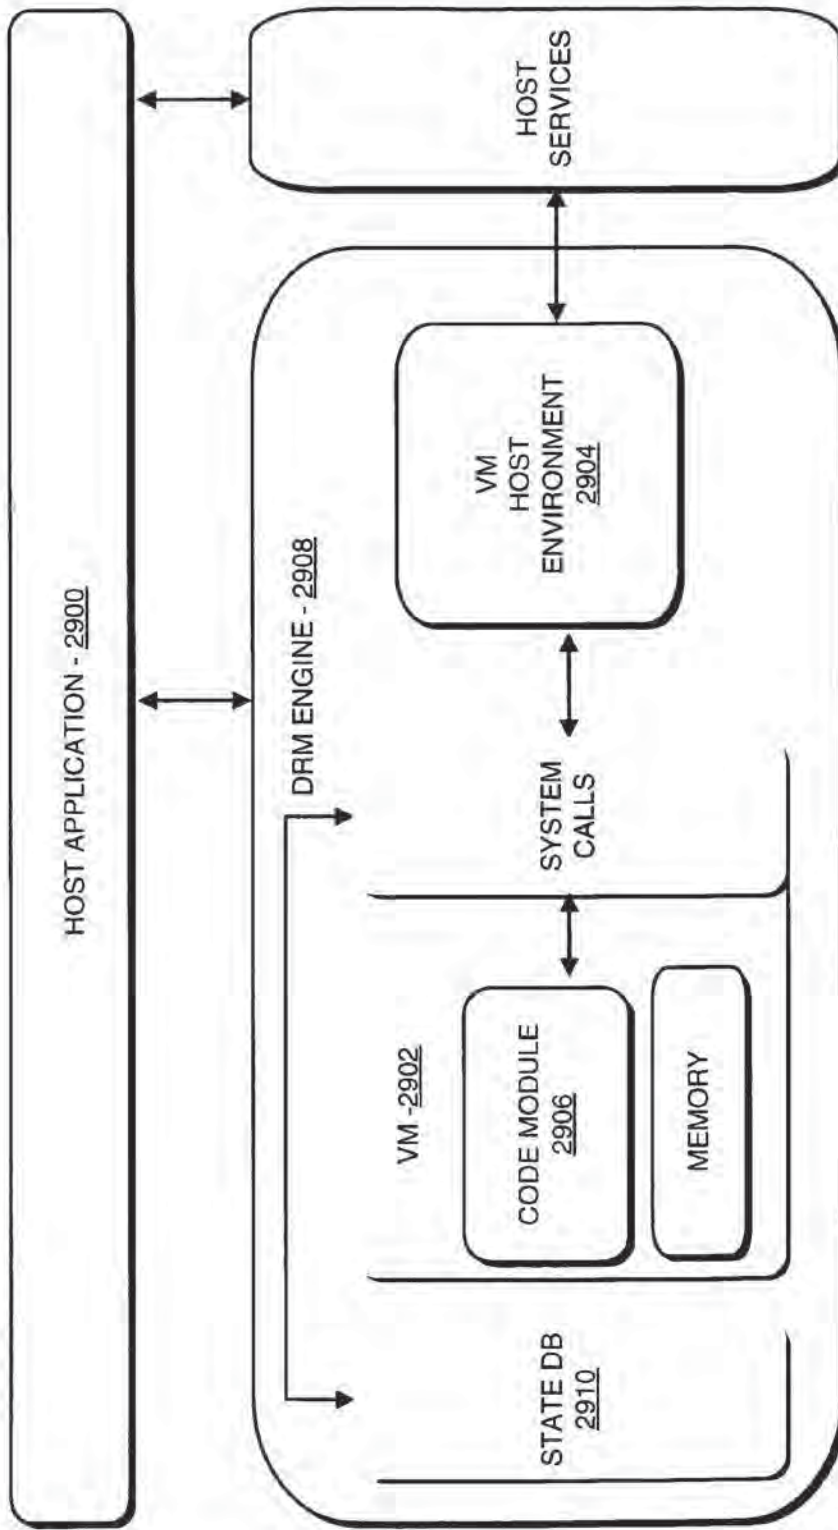 HOST APPLICATION - 2900
DRM ENGINE - 2908
STATE DB
2910
VM -2902
CODE MODULE
2906
MEMORY
SYSTEM
CALLS
VM
HOST
ENVIRONMENT
2904
HOST
SERVICES